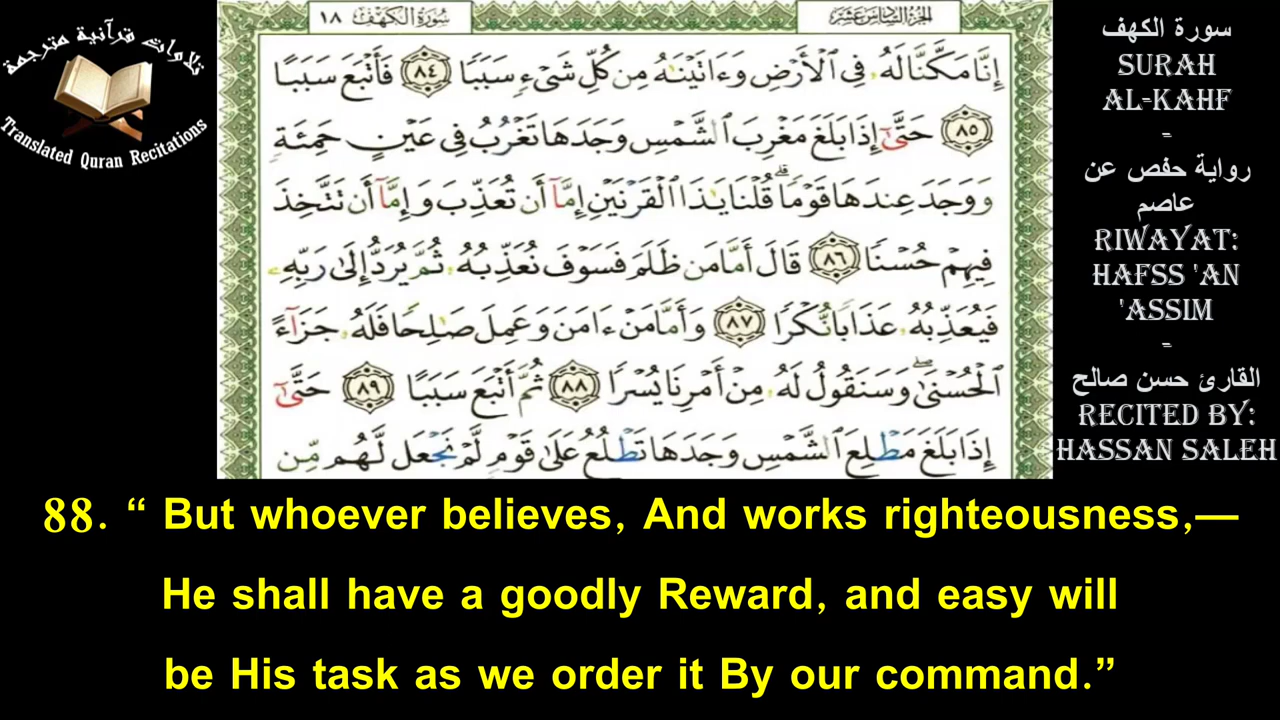 تلاوات قرآنية مترجمة
Translated Quran Recitations
سُورَةُ الكَهْفِ ١٨
الجزء السادس عشر
إِنَّا مَكَّنَّا لَهُۥ فِي ٱلۡأَرۡضِ وَءَاتَيۡنَٰهُ مِن كُلِّ شَيۡءٖ سَبَبٗا ٨٤ فَأَتۡبَعَ سَبَبًا
٨٥ حَتَّىٰٓ إِذَا بَلَغَ مَغۡرِبَ ٱلشَّمۡسِ وَجَدَهَا تَغۡرُبُ فِي عَيۡنٍ حَمِئَةٖ
وَوَجَدَ عِندَهَا قَوۡمٗاۖ قُلۡنَا يَٰذَا ٱلۡقَرۡنَيۡنِ إِمَّآ أَن تُعَذِّبَ وَإِمَّآ أَن تَتَّخِذَ
فِيهِمۡ حُسۡنٗا ٨٦ قَالَ أَمَّا مَن ظَلَمَ فَسَوۡفَ نُعَذِّبُهُۥ ثُمَّ يُرَدُّ إِلَىٰ رَبِّهِۦ
فَيُعَذِّبُهُۥ عَذَابٗا نُّكۡرٗا ٨٧ وَأَمَّا مَنۡ ءَامَنَ وَعَمِلَ صَٰلِحٗا فَلَهُۥ جَزَآءً
ٱلۡحُسۡنَىٰۖ وَسَنَقُولُ لَهُۥ مِنۡ أَمۡرِنَا يُسۡرٗا ٨٨ ثُمَّ أَتۡبَعَ سَبَبًا ٨٩ حَتَّىٰٓ
إِذَا بَلَغَ مَطۡلِعَ ٱلشَّمۡسِ وَجَدَهَا تَطۡلُعُ عَلَىٰ قَوۡمٖ لَّمۡ نَجۡعَل لَّهُم مِّن
سورة الكهف
SURAH
AL-KAHF
-
رواية حفص عن
عاصم
RIWAYAT:
HAFSS 'AN
'ASSIM
-
القارئ حسن صالح
RECITED BY:
HASSAN SALEH
88. “ But whoever believes, And works righteousness,—
He shall have a goodly Reward, and easy will
be His task as we order it By our command.”